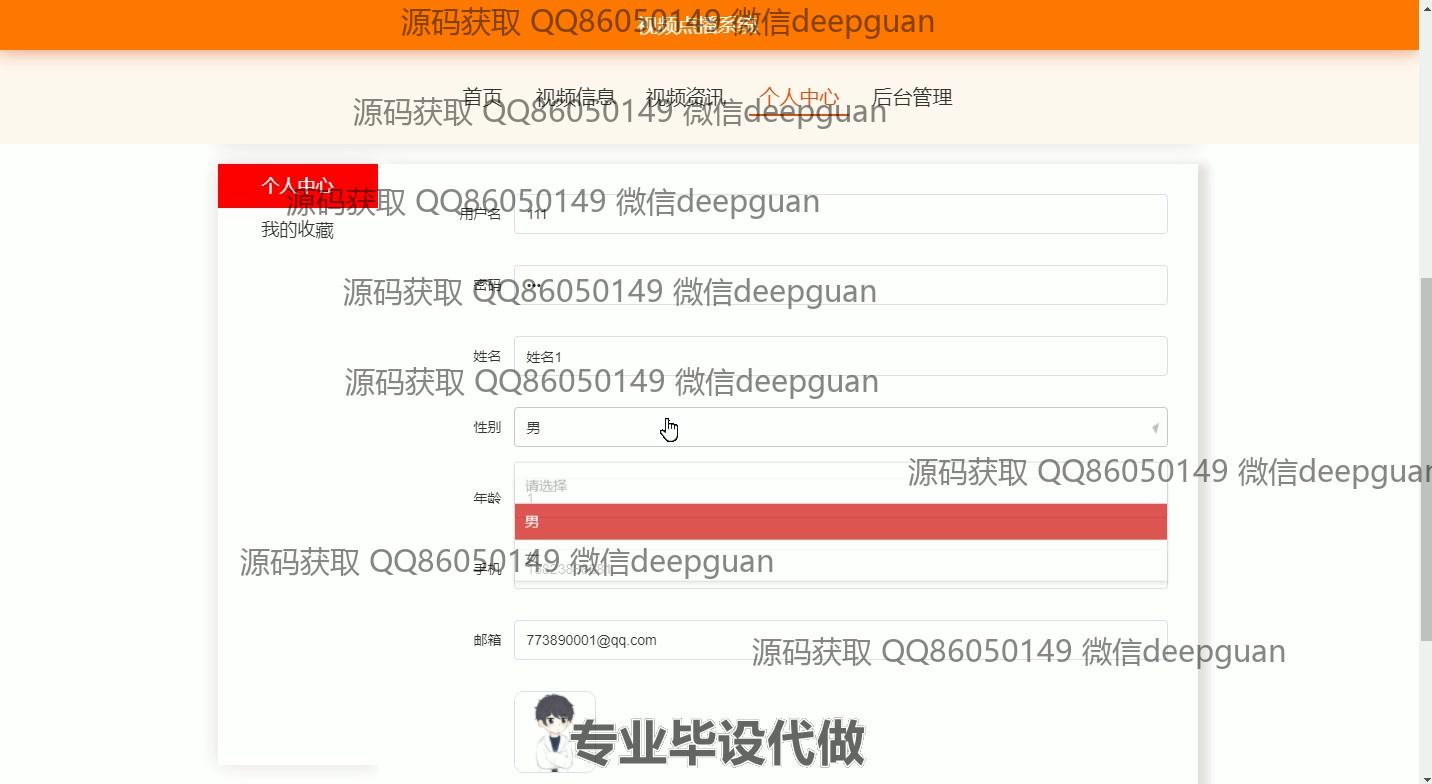 视频点播系统
源码获取 QQ86050149 微信deepguan
首页 视频信息 视频资讯 个人中心 后台管理
源码获取 QQ86050149 微信deepguan
个人中心
我的收藏
源码获取 QQ86050149 微信deepguan
用户名 111
密码 •••
源码获取 QQ86050149 微信deepguan
姓名 姓名1
源码获取 QQ86050149 微信deepguan
性别 男
源码获取 QQ86050149 微信deepguan
请选择
年龄 1
男
女
源码获取 QQ86050149 微信deepguan
手机
邮箱 773890001@qq.com
源码获取 QQ86050149 微信deepguan
专业毕设代做